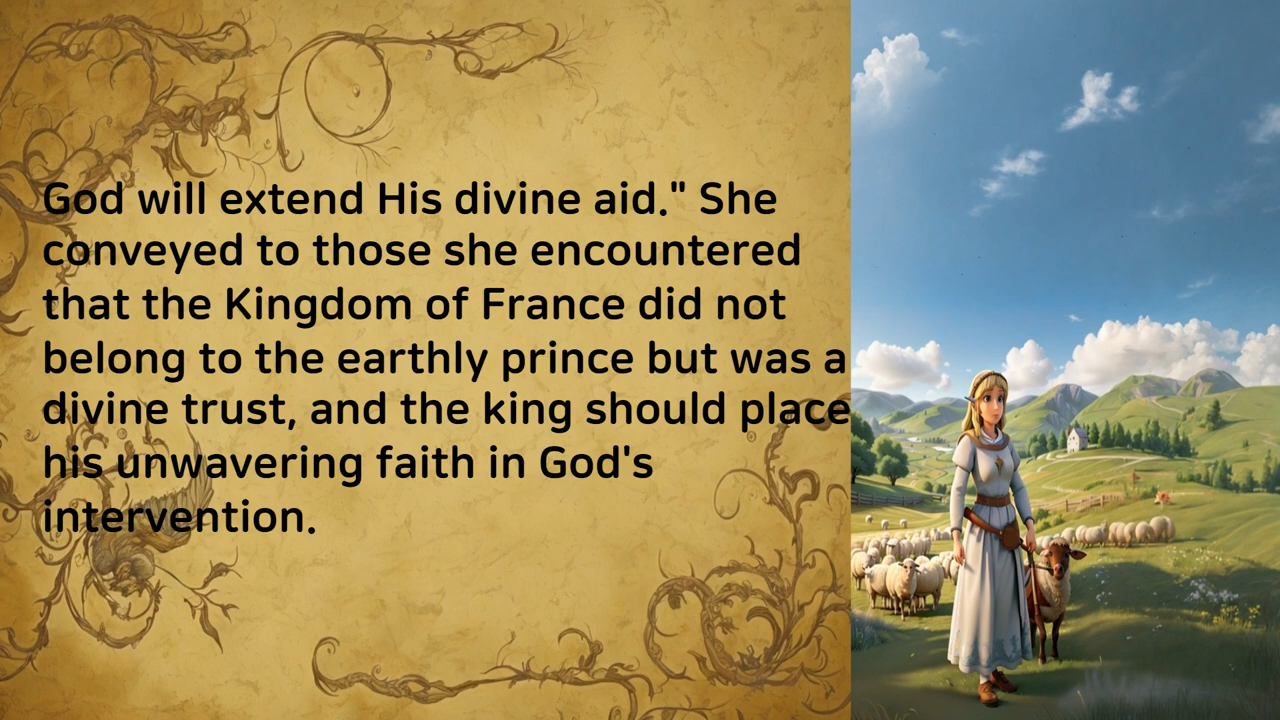 God will extend His divine aid." She
conveyed to those she encountered
that the Kingdom of France did not
belong to the earthly prince but was a
divine trust, and the king should place
his unwavering faith in God's
intervention.